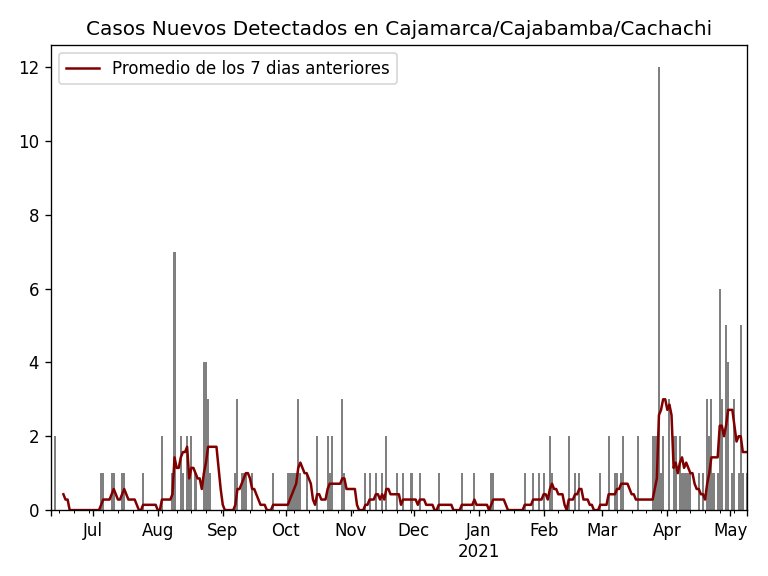 Casos Nuevos Detectados en Cajamarca/Cajabamba/Cachachi
Promedio de los 7 dias anteriores
12
10
8
6
4
2
0
Jul Aug Sep Oct Nov Dec Jan Feb Mar Apr May
2021